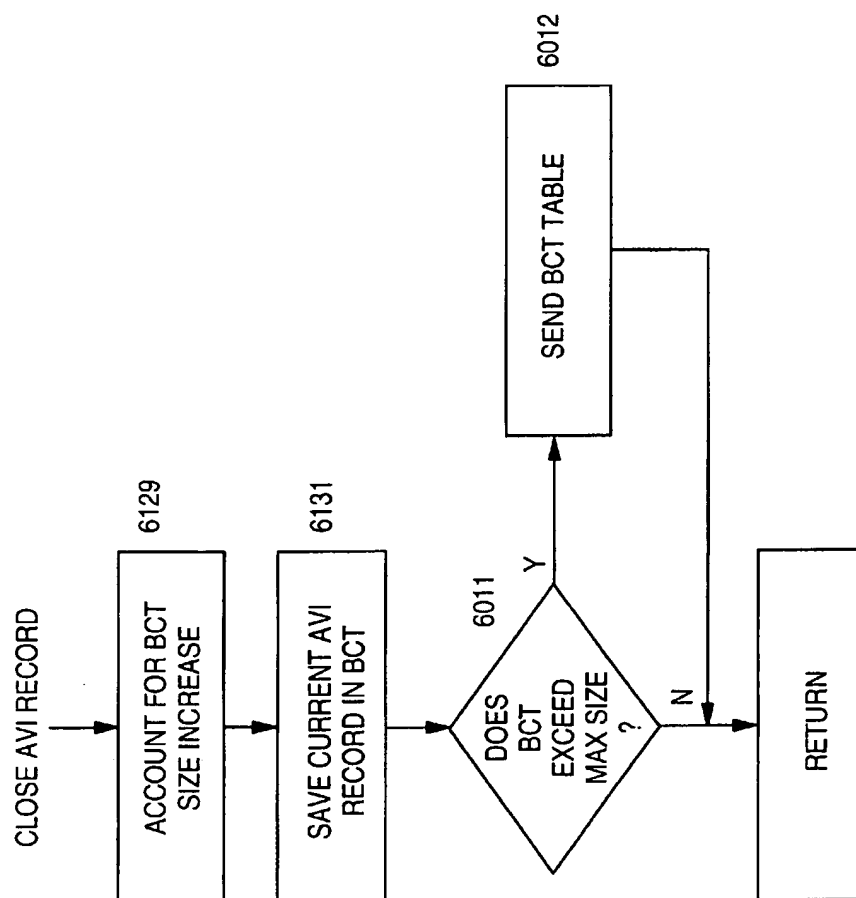 CLOSE AVI RECORD
6129
ACCOUNT FOR BCT
SIZE INCREASE
6131
SAVE CURRENT AVI
RECORD IN BCT
6011
DOES
BCT
EXCEED
MAX SIZE
?
Y
6012
SEND BCT TABLE
N
RETURN